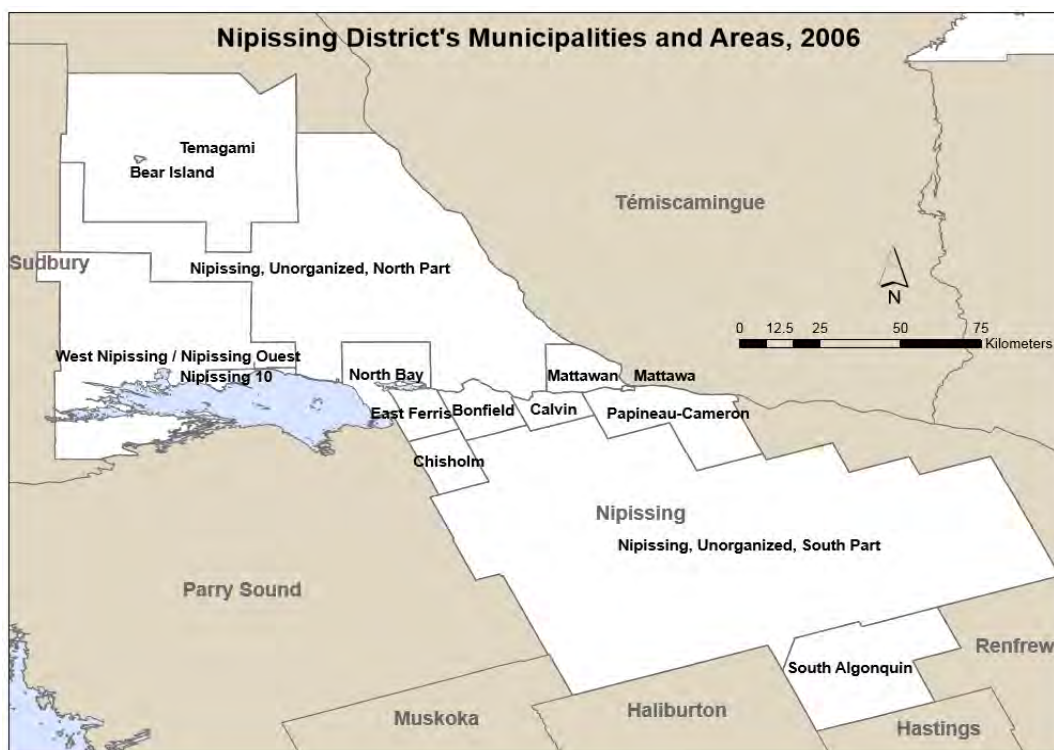 Nipissing District's Municipalities and Areas, 2006
Temagami
Bear Island
Témiscamingue
Sudbury
Nipissing, Unorganized, North Part
N
0 12.5 25 50 75
Kilometers
West Nipissing / Nipissing Ouest
Nipissing 10
North Bay
Mattawan
Mattawa
East Ferris
Bonfield
Calvin
Papineau-Cameron
Chisholm
Nipissing
Nipissing, Unorganized, South Part
Parry Sound
Renfrew
South Algonquin
Muskoka
Haliburton
Hastings